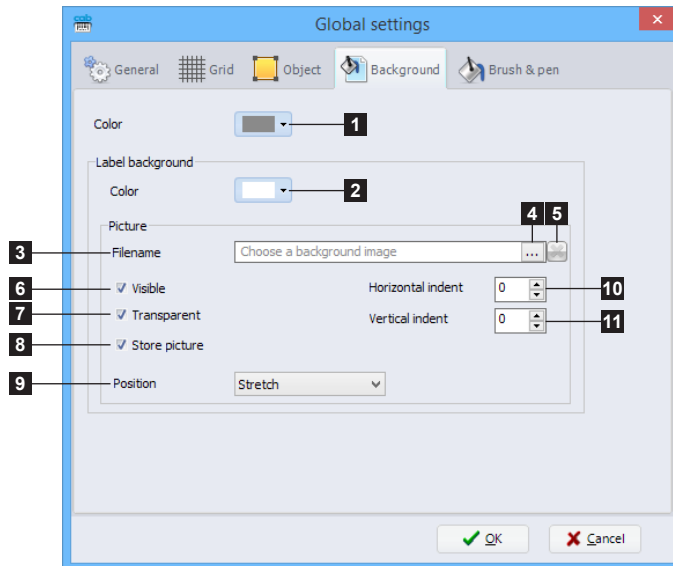 cab
Global settings
General Grid Object Background Brush & pen
Color 1
Label background
Color 2
Picture 4 5
3 Filename Choose a background image ...
6 Visible Horizontal indent 0 10
7 Transparent Vertical indent 0 11
8 Store picture
9 Position Stretch
OK Cancel